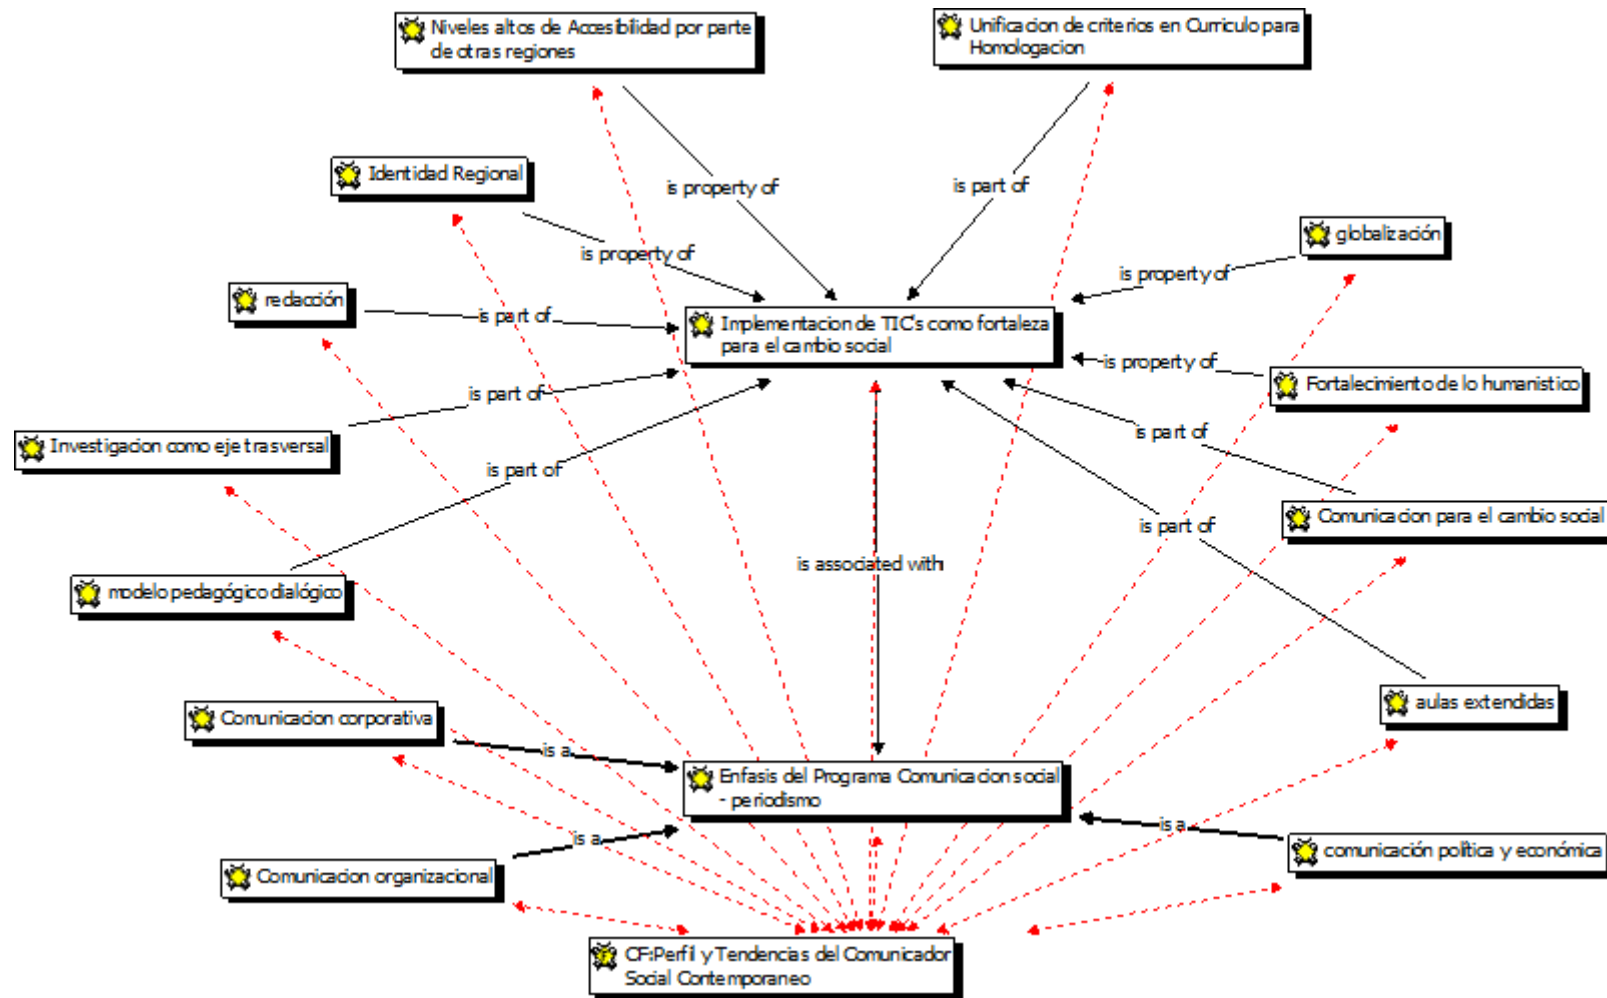 Niveles altos de Accesibilidad por parte
de otras regiones
Unificacion de criterios en Curriculo para
Homologacion
Identidad Regional
is property of
is part of
is property of
globalización
is property of
redacción
is part of
Implementacion de TIC's como fortaleza
para el cambio social
is property of
Fortalecimiento de lo humanistico
is part of
Investigacion como eje trasversal
is part of
is part of
Comunicacion para el cambio social
is part of
is associated with
modelo pedagógico dialógico
aulas extendidas
Comunicacion corporativa
is a
Enfasis del Programa Comunicacion social
- periodismo
is a
is a
comunicación política y económica
Comunicacion organizacional
CF:Perfil y Tendencias del Comunicador
Social Contemporaneo